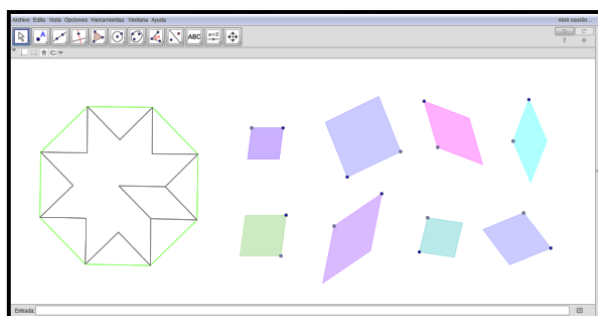 Archivo Edita Vista Opciones Herramientas Ventana Ayuda Abrir sesión...
A ABC a=2
Entrada: